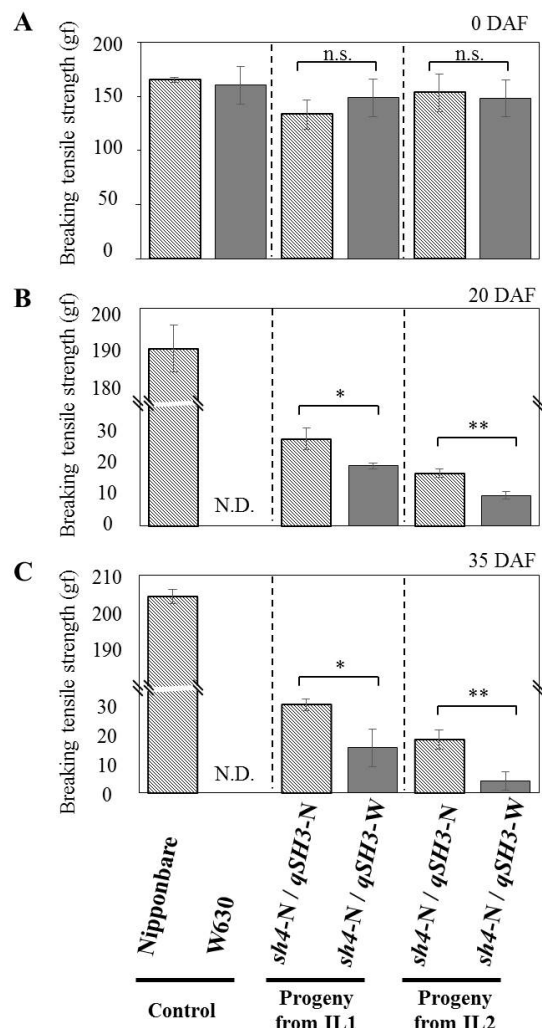 A
0 DAF
Breaking tensile strength (gf)
200
150
100
50
0
n.s.
n.s.
B
20 DAF
Breaking tensile strength (gf)
200
190
180
30
20
10
0
N.D.
*
**
C
35 DAF
Breaking tensile strength (gf)
210
200
190
30
20
10
0
N.D.
*
**
Nipponbare
W630
sh4-N / qSH3-N
sh4-N / qSH3-W
sh4-N / qSH3-N
sh4-N / qSH3-W
Control
Progeny
from IL1
Progeny
from IL2